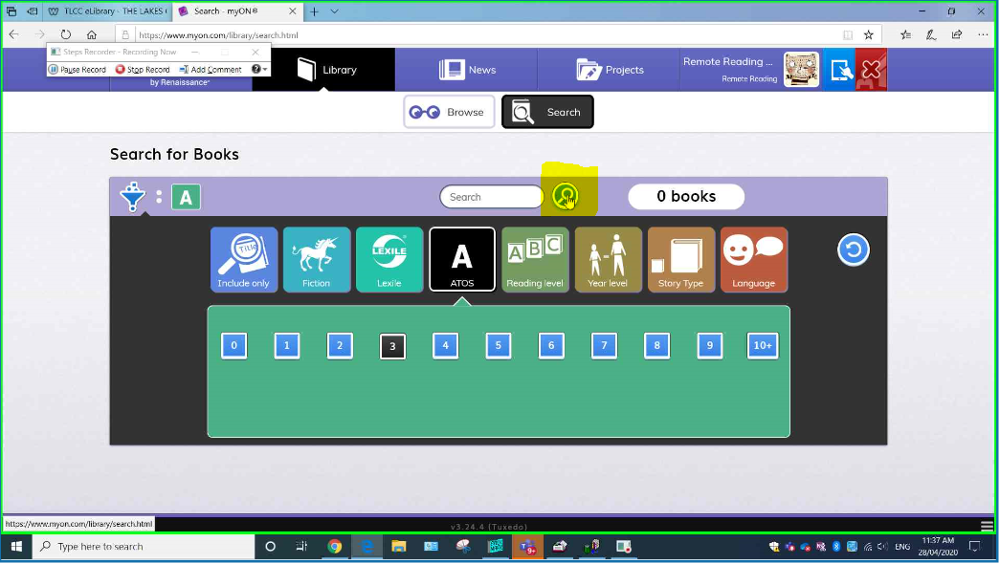 TLCC eLibrary - THE LAKES
Search - myON®
https://www.myon.com/library/search.html
Steps Recorder - Recording Now
Pause Record
Stop Record
Add Comment
by Renaissance®
Library
News
Projects
Remote Reading ...
Remote Reading
Browse
Search
Search for Books
A
Search
0 books
Title
Include only
Fiction
LEXILE
Lexile
A
ATOS
A B C
Reading level
Year level
Story Type
Language
0 1 2 3 4 5 6 7 8 9 10+
https://www.myon.com/library/search.html
v3.24.4 (Tuxedo)
Type here to search
9+
ENG
11:37 AM
28/04/2020